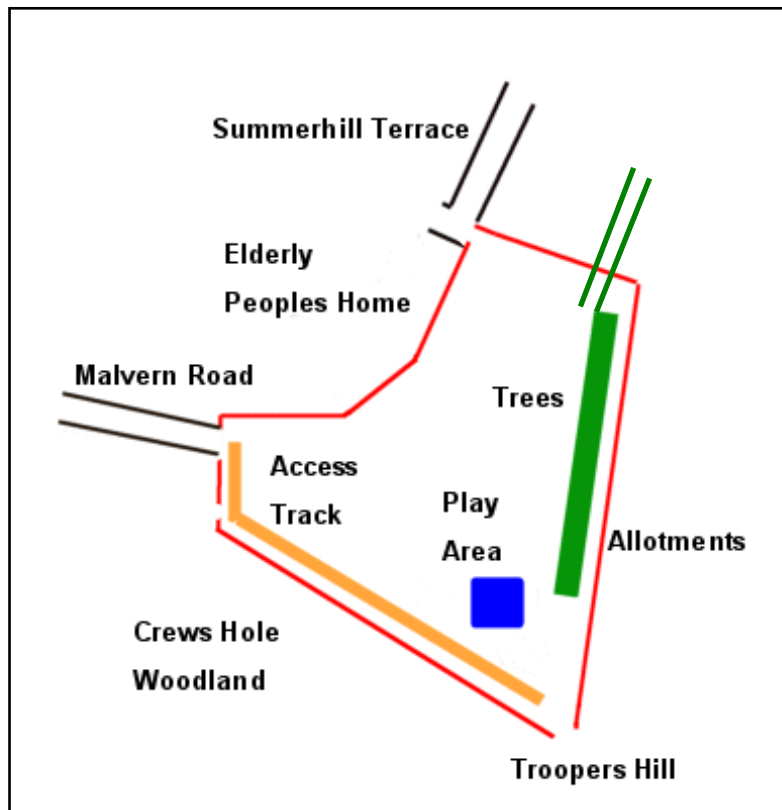 Summerhill Terrace
Elderly
Peoples Home
Malvern Road
Trees
Access
Track
Play
Area
Allotments
Crews Hole
Woodland
Troopers Hill